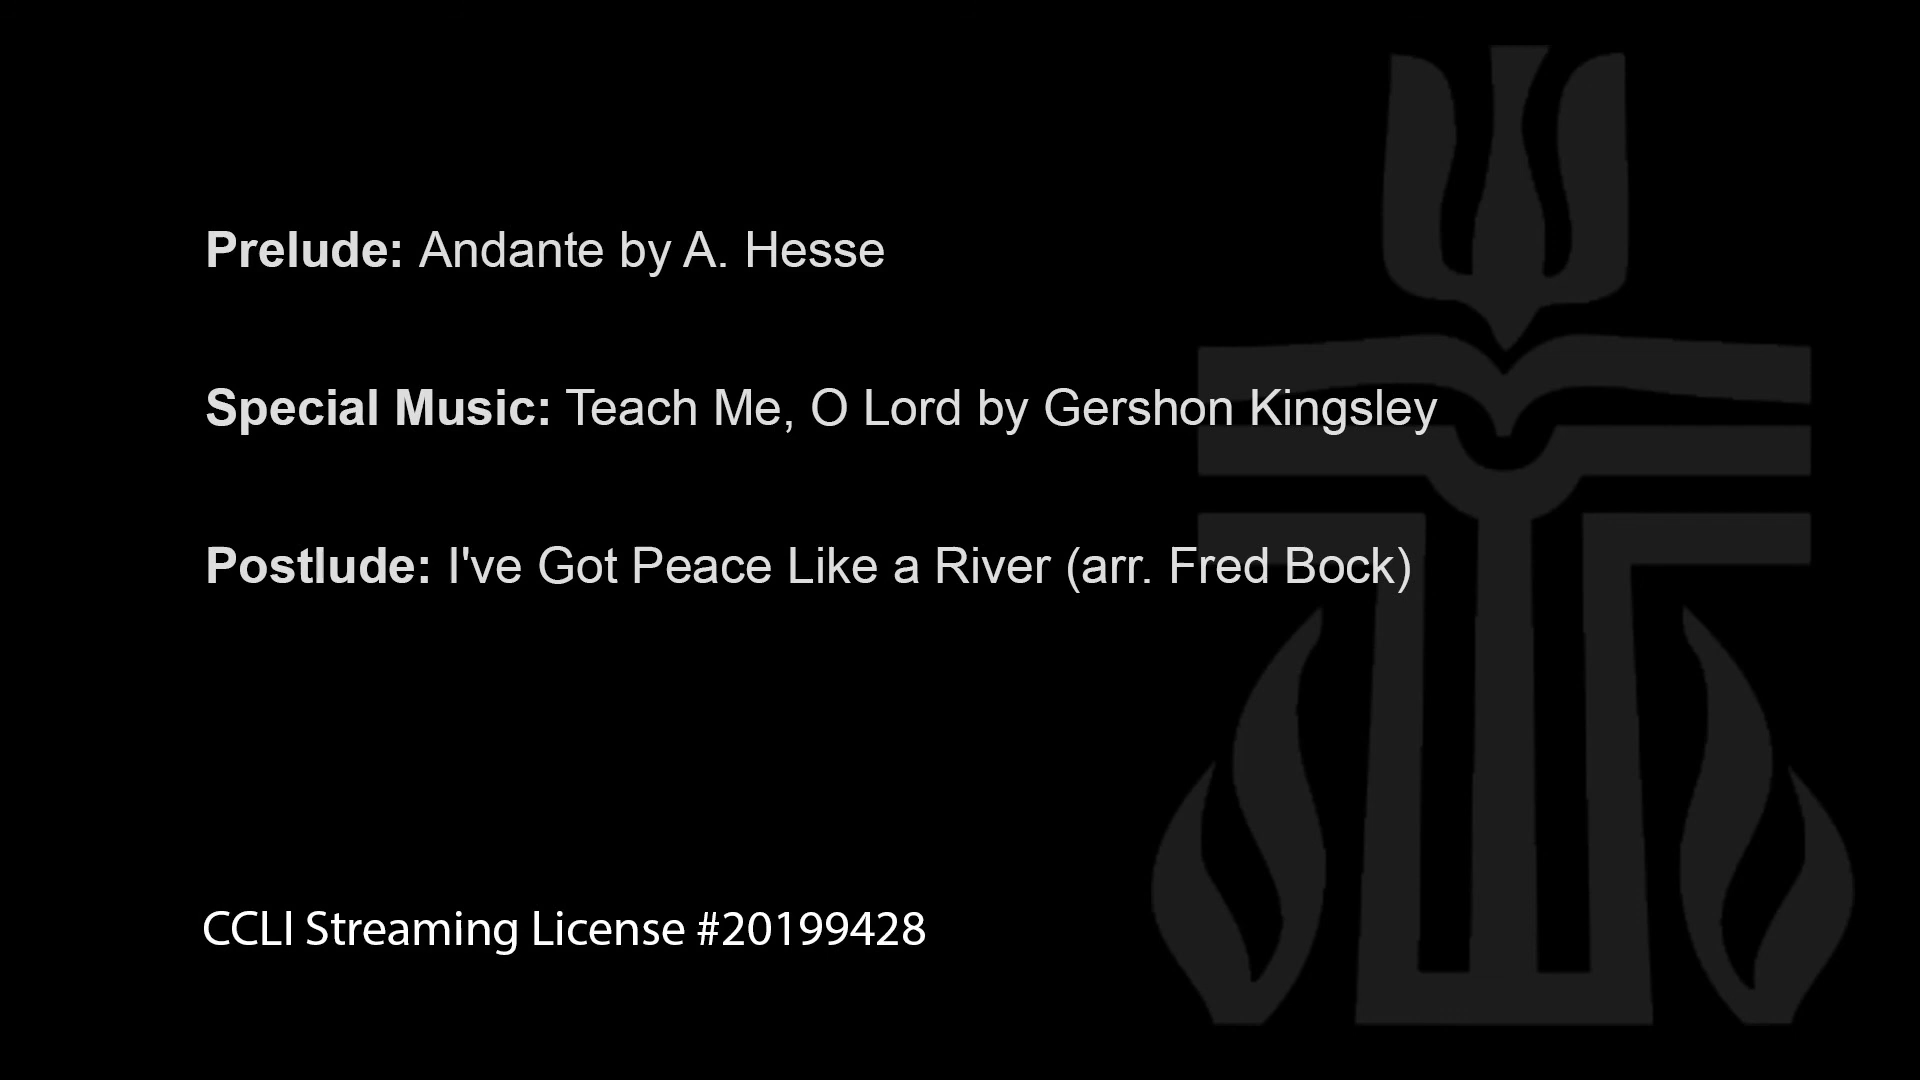 Prelude: Andante by A. Hesse
Special Music: Teach Me, O Lord by Gershon Kingsley
Postlude: I've Got Peace Like a River (arr. Fred Bock)
CCLI Streaming License #20199428